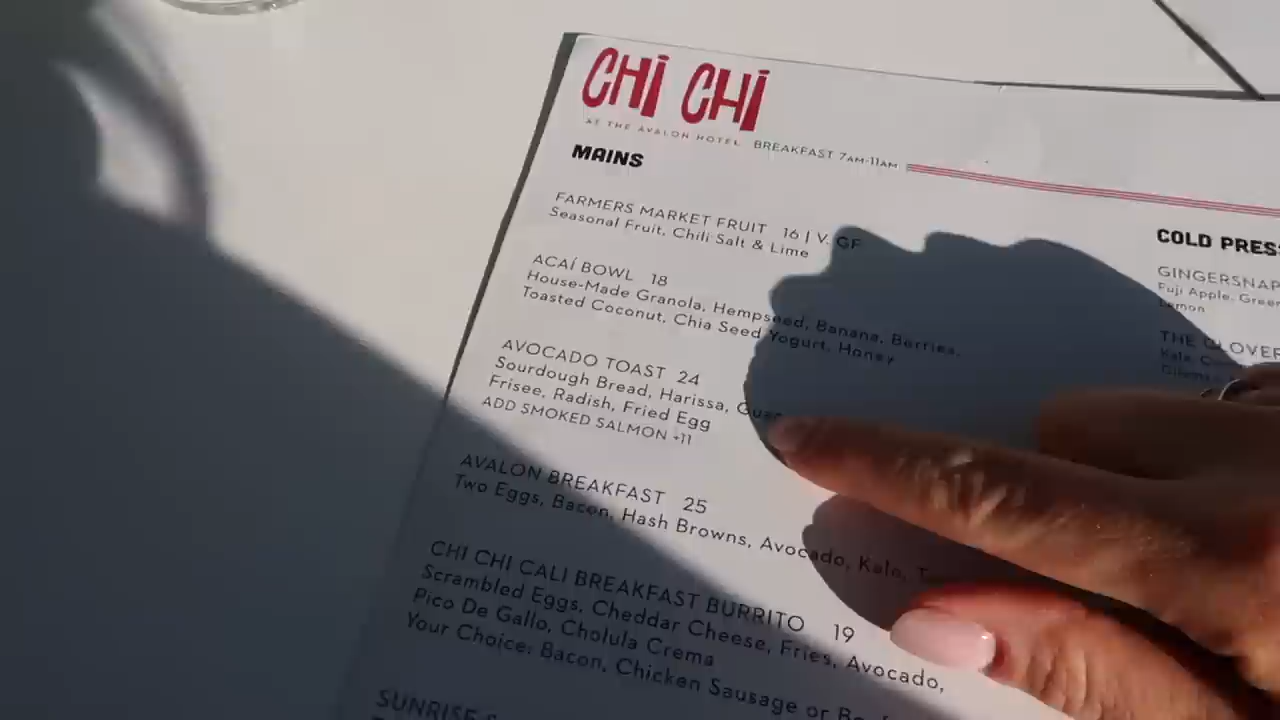 CHi CHi
AT THE AVALON HOTEL BREAKFAST 7AM-11AM
MAINS
FARMERS MARKET FRUIT 16 | V. GF
Seasonal Fruit, Chili Salt & Lime
ACAÍ BOWL 18
House-Made Granola, Hempseed, Banana, Berries,
Toasted Coconut, Chia Seed Yogurt, Honey
AVOCADO TOAST 24
Sourdough Bread, Harissa,
Frisee, Radish, Fried Egg
ADD SMOKED SALMON +11
AVALON BREAKFAST 25
Two Eggs, Bacon, Hash Browns, Avocado, Kale,
CHI CHI CALI BREAKFAST BURRITO 19
Scrambled Eggs, Cheddar Cheese, Fries, Avocado,
Pico De Gallo, Cholula Crema
Your Choice: Bacon, Chicken Sausage or
SUNRISE
COLD PRES
GINGERSNAP
Fuji Apple, Green
Lemon
THE CLOVER
Kale,